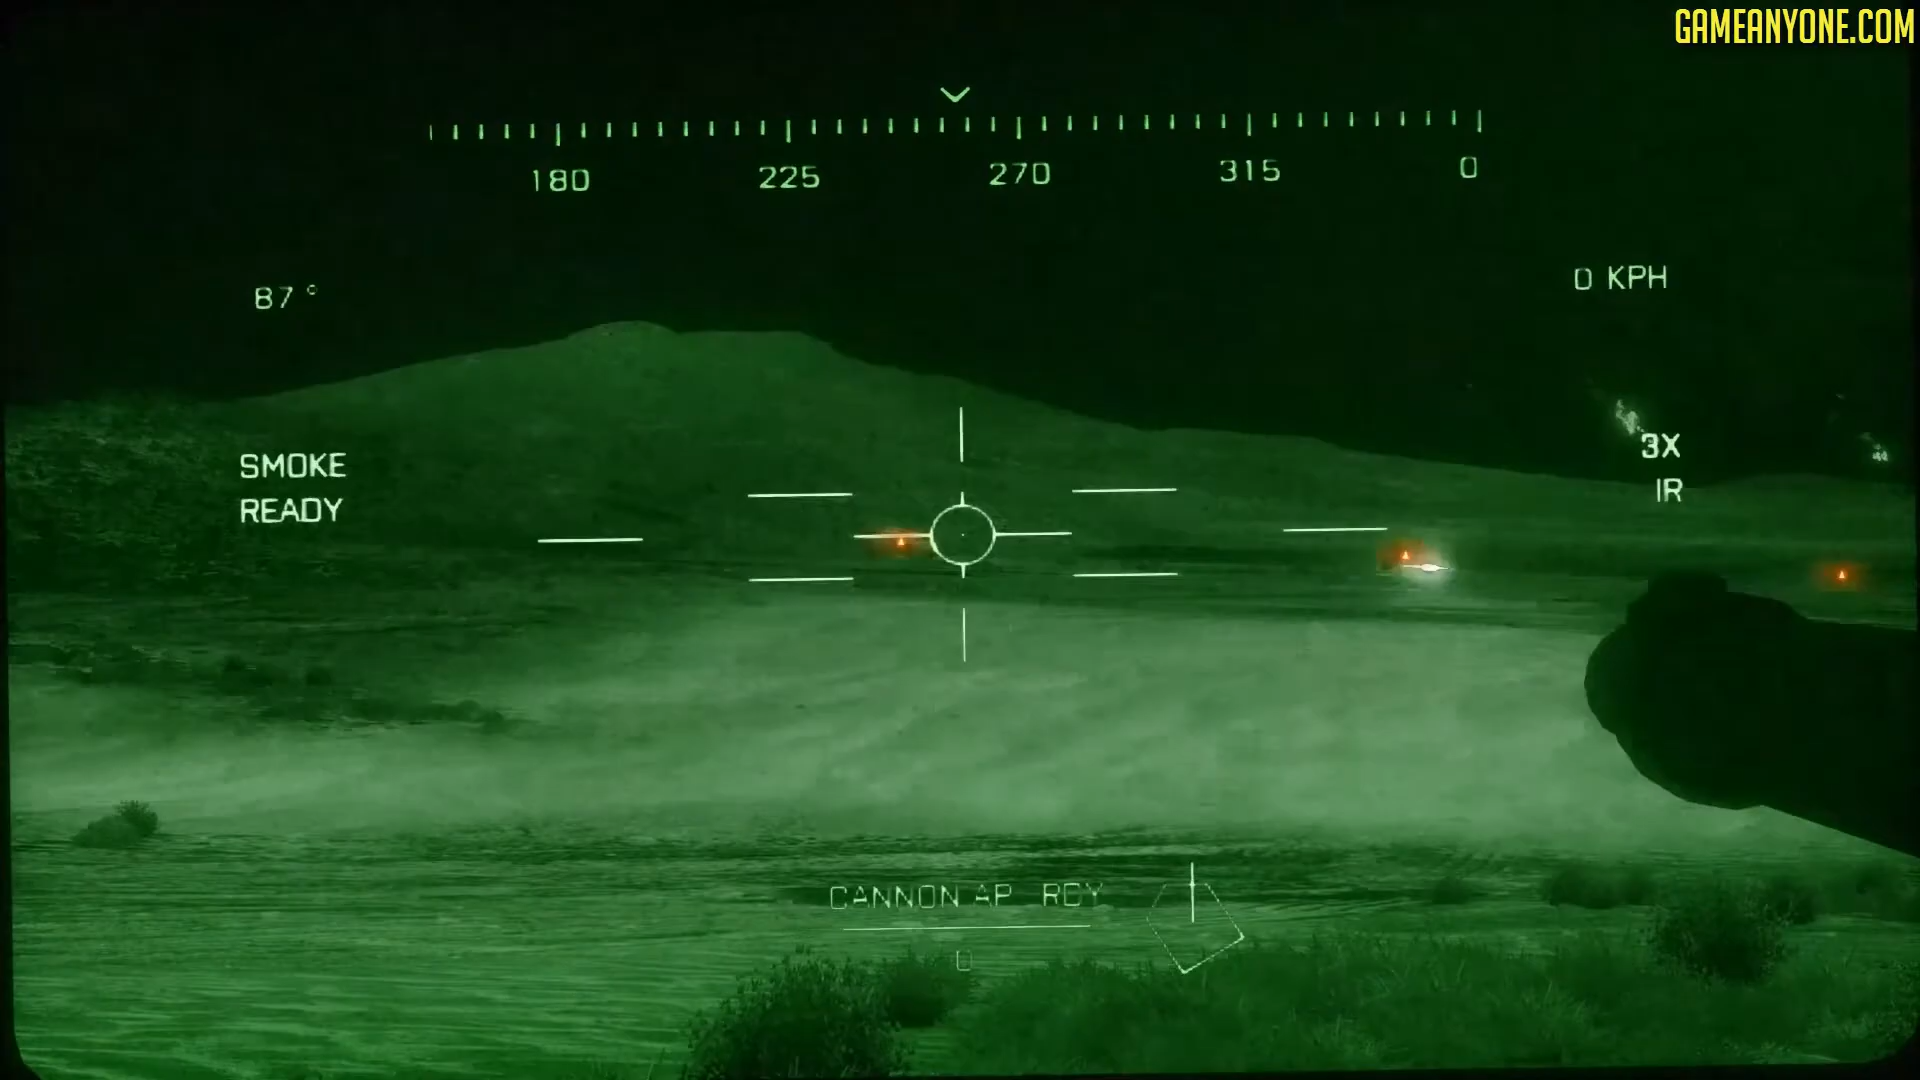 GAMEANYONE.COM
180 225 270 315 0
87°
0 KPH
SMOKE
READY
3X
IR
CANNON AP RDY
0